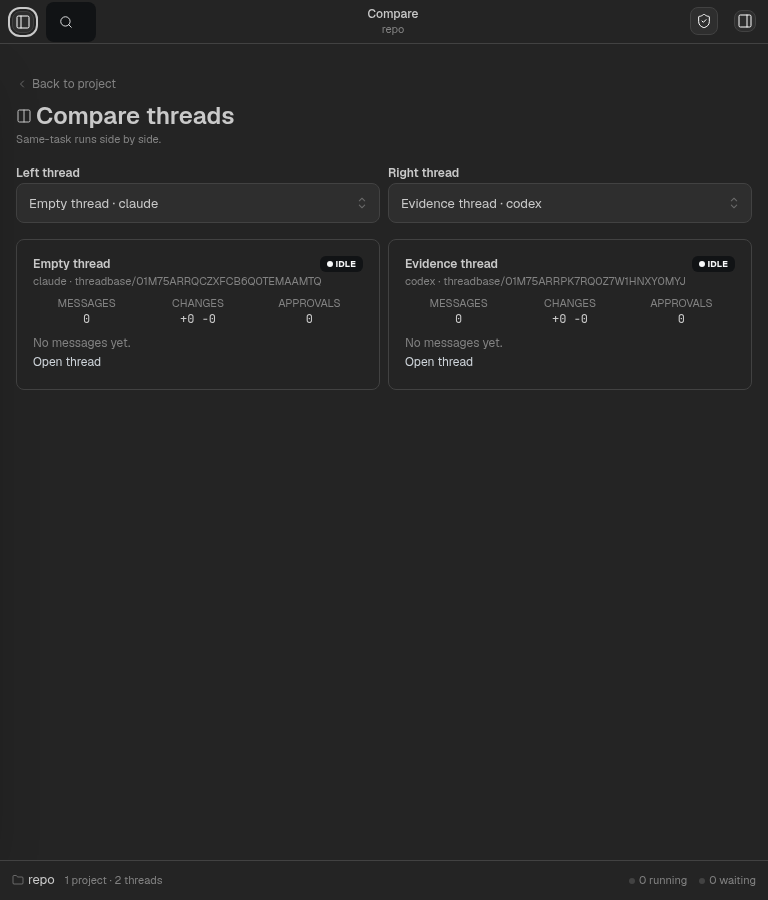 Compare
repo
Back to project
Compare threads
Same-task runs side by side.
Left thread
Right thread
Empty thread · claude
Evidence thread · codex
Empty thread
IDLE
claude · threadbase/01M75ARRQCZXFCB6Q0TEMAAMTQ
MESSAGES
CHANGES
APPROVALS
0
+0 -0
0
No messages yet.
Open thread
Evidence thread
IDLE
codex · threadbase/01M75ARRPK7RQ0Z7W1HNXY0MYJ
MESSAGES
CHANGES
APPROVALS
0
+0 -0
0
No messages yet.
Open thread
repo
1 project · 2 threads
0 running
0 waiting